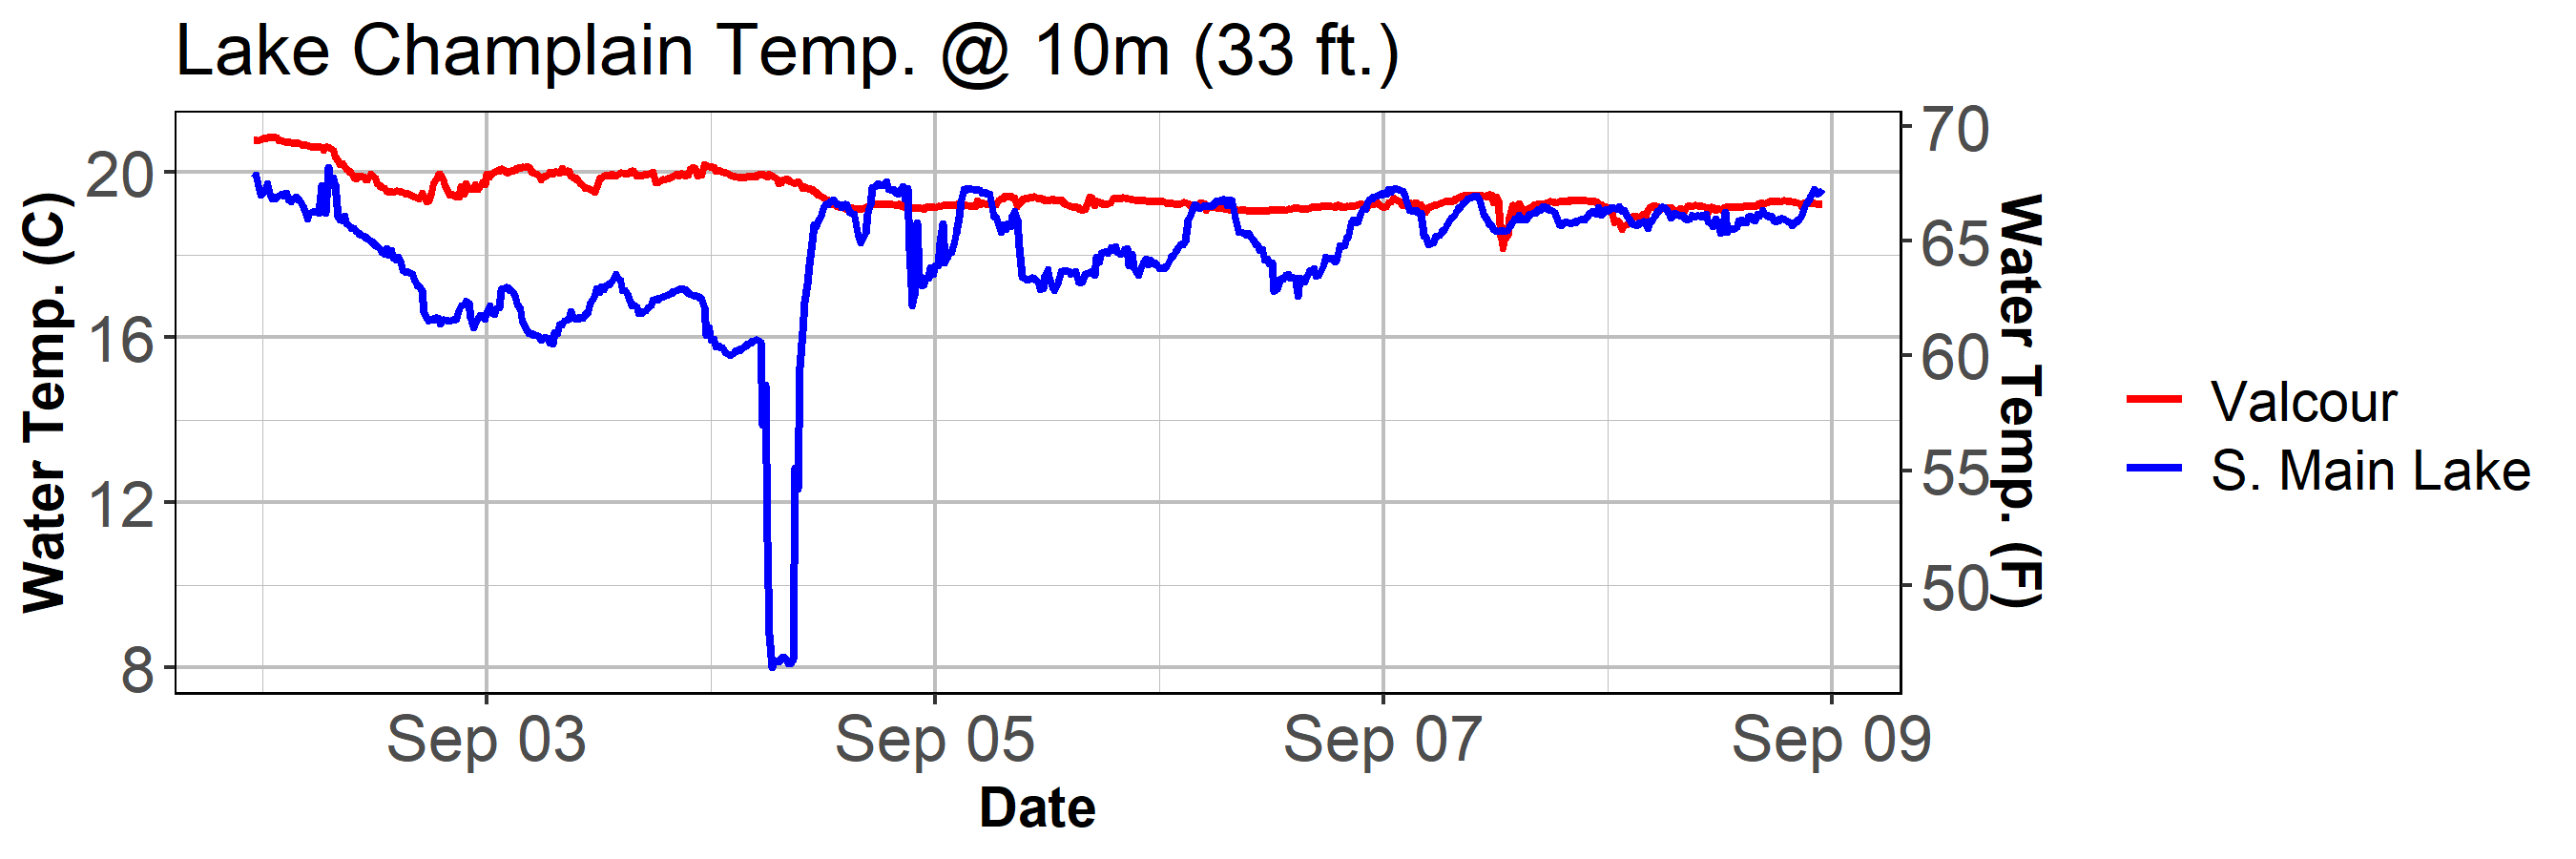 Lake Champlain Temp. @ 10m (33 ft.)
Water Temp. (C)
20
16
12
8
70
65
60
55
50
Water Temp. (F)
Valcour
S. Main Lake
Sep 03
Sep 05
Sep 07
Sep 09
Date